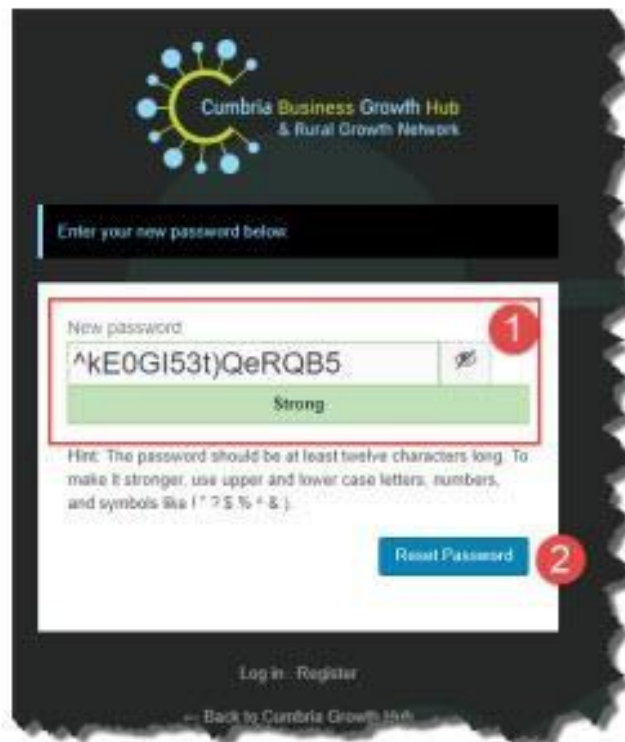 Cumbria Business Growth Hub
& Rural Growth Network
Enter your new password below.
New password
1
^kE0GI53t)QeRQB5
Strong
Hint: The password should be at least twelve characters long. To
make it stronger, use upper and lower case letters, numbers,
and symbols like ! " ? $ % ^ & ).
Reset Password
2
Log in Register
← Back to Cumbria Growth Hub